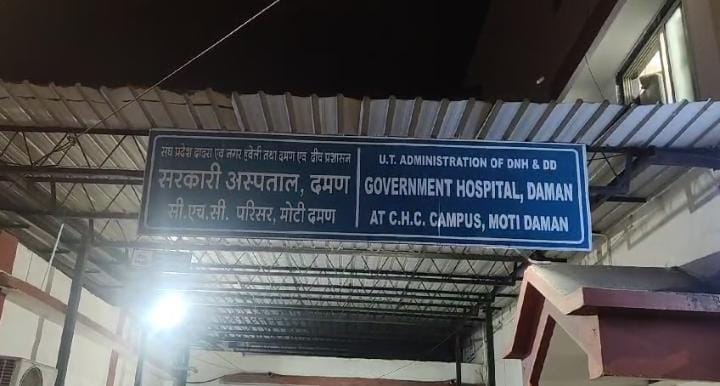 संघ प्रदेश दादरा एवं नगर हवेली तथा दमण एवं दीव प्रशासन
सरकारी अस्पताल, दमण
सी.एच.सी. परिसर, मोटी दमण
U.T. ADMINISTRATION OF DNH & DD
GOVERNMENT HOSPITAL, DAMAN
AT C.H.C. CAMPUS, MOTI DAMAN